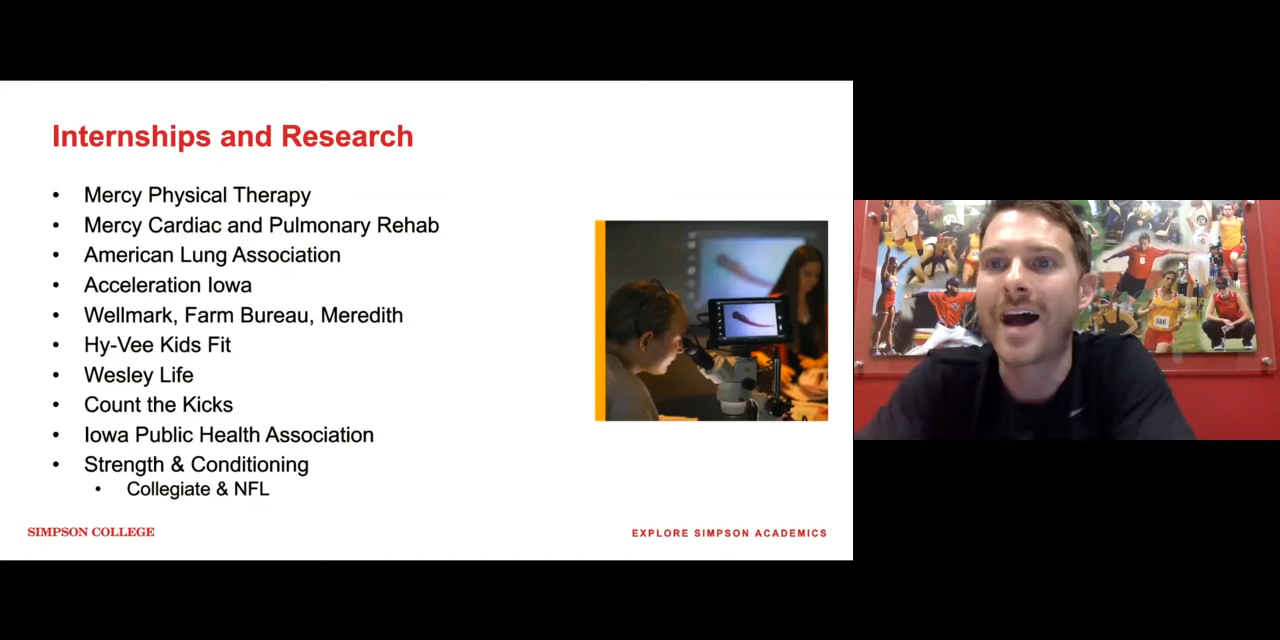 Internships and Research
• Mercy Physical Therapy
• Mercy Cardiac and Pulmonary Rehab
• American Lung Association
• Acceleration Iowa
• Wellmark, Farm Bureau, Meredith
• Hy-Vee Kids Fit
• Wesley Life
• Count the Kicks
• Iowa Public Health Association
• Strength & Conditioning
• Collegiate & NFL
SIMPSON COLLEGE
EXPLORE SIMPSON ACADEMICS